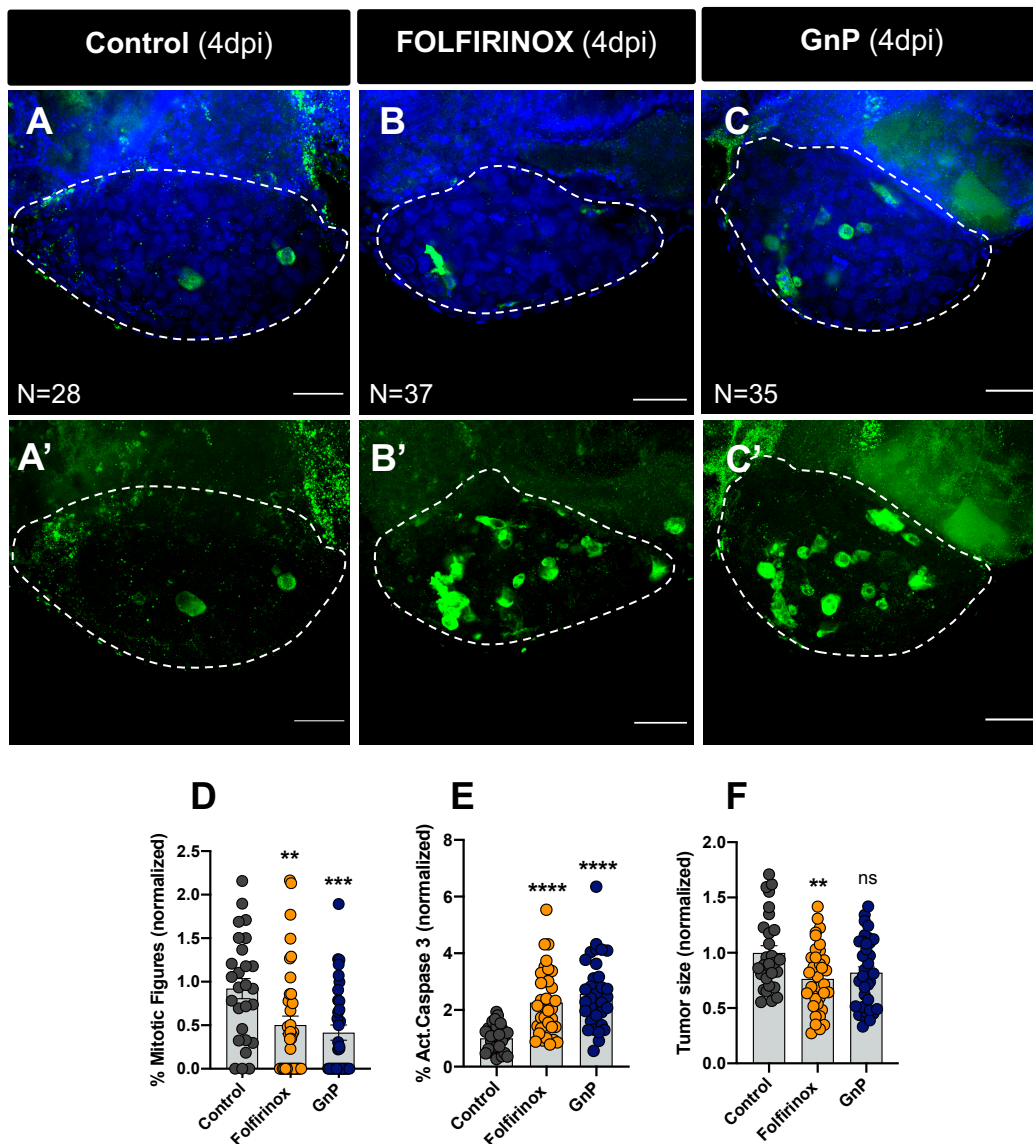 Control (4dpi)
FOLFIRINOX (4dpi)
GnP (4dpi)
A
B
C
N=28
N=37
N=35
A'
B'
C'
D
E
F
% Mitotic Figures (normalized)
2.5
2.0
1.5
1.0
0.5
0.0
**
***
Control
Folfirinox
GnP
% Act.Caspase 3 (normalized)
8
6
4
2
0
****
****
Control
Folfirinox
GnP
Tumor size (normalized)
2.0
1.5
1.0
0.5
0.0
**
ns
Control
Folfirinox
GnP